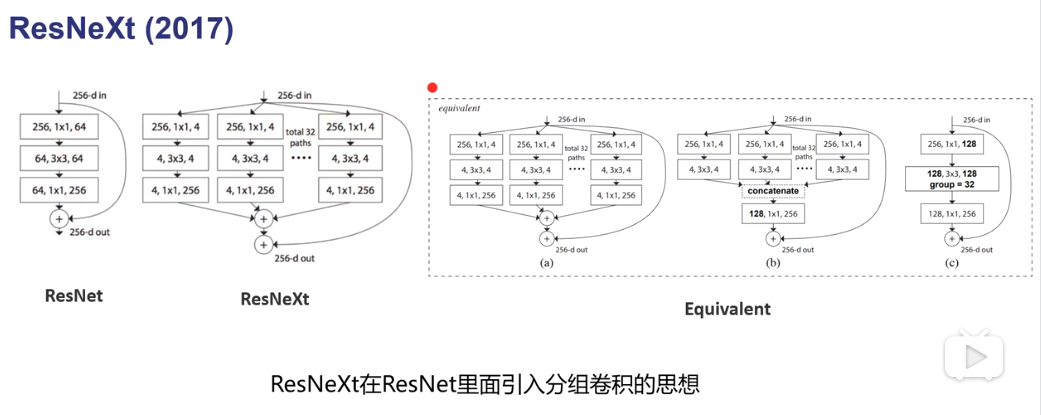 ResNeXt (2017)
256-d in
256, 1x1, 64
64, 3x3, 64
64, 1x1, 256
+
256-d out
ResNet
256-d in
256, 1x1, 4
256, 1x1, 4
total 32
paths
256, 1x1, 4
4, 3x3, 4
4, 3x3, 4
....
4, 3x3, 4
4, 1x1, 256
4, 1x1, 256
4, 1x1, 256
+
+
256-d out
ResNeXt
equivalent
256-d in
256, 1x1, 4
256, 1x1, 4
total 32
paths
256, 1x1, 4
4, 3x3, 4
4, 3x3, 4
....
4, 3x3, 4
4, 1x1, 256
4, 1x1, 256
4, 1x1, 256
+
+
256-d out
(a)
256-d in
256, 1x1, 4
256, 1x1, 4
total 32
paths
256, 1x1, 4
4, 3x3, 4
4, 3x3, 4
....
4, 3x3, 4
concatenate
128, 1x1, 256
+
256-d out
(b)
256-d in
256, 1x1, 128
128, 3x3, 128
group = 32
128, 1x1, 256
+
256-d out
(c)
Equivalent
ResNeXt在ResNet里面引入分组卷积的思想